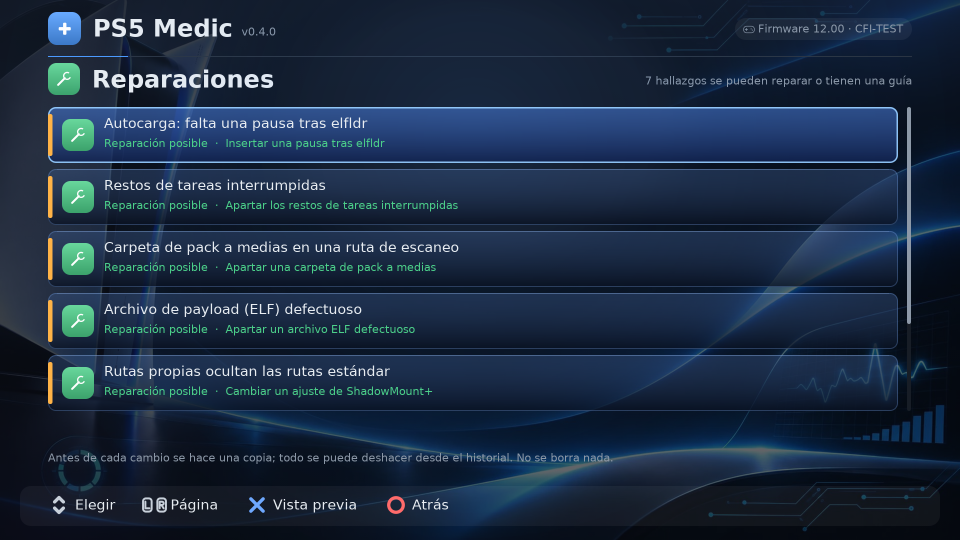 PS5 Medic v0.4.0
Firmware 12.00 · CFI-TEST
Reparaciones
7 hallazgos se pueden reparar o tienen una guía
Autocarga: falta una pausa tras elfldr
Reparación posible · Insertar una pausa tras elfldr
Restos de tareas interrumpidas
Reparación posible · Apartar los restos de tareas interrumpidas
Carpeta de pack a medias en una ruta de escaneo
Reparación posible · Apartar una carpeta de pack a medias
Archivo de payload (ELF) defectuoso
Reparación posible · Apartar un archivo ELF defectuoso
Rutas propias ocultan las rutas estándar
Reparación posible · Cambiar un ajuste de ShadowMount+
Antes de cada cambio se hace una copia; todo se puede deshacer desde el historial. No se borra nada.
Elegir L R Página Vista previa Atrás